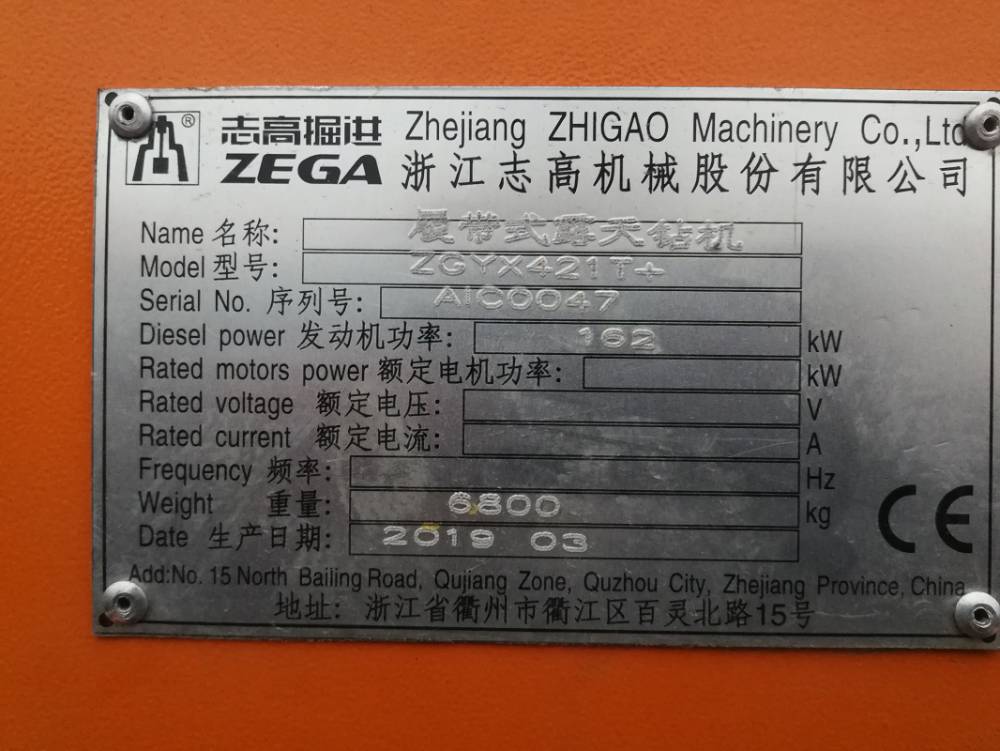 ® 志高掘进 Zhejiang ZHIGAO Machinery Co.,Ltd
ZEGA 浙江志高机械股份有限公司
Name 名称: 履带式露天钻机
Model 型号: ZGYX421T+
Serial No. 序列号: AIC0047
Diesel power 发动机功率: 162 kW
Rated motors power 额定电机功率: kW
Rated voltage 额定电压: V
Rated current 额定电流: A
Frequency 频率: Hz
Weight 重量: 6800 kg
Date 生产日期: 2019 03
CE
Add:No. 15 North Bailing Road, Qujiang Zone, Quzhou City, Zhejiang Province, China
地址: 浙江省衢州市衢江区百灵北路15号